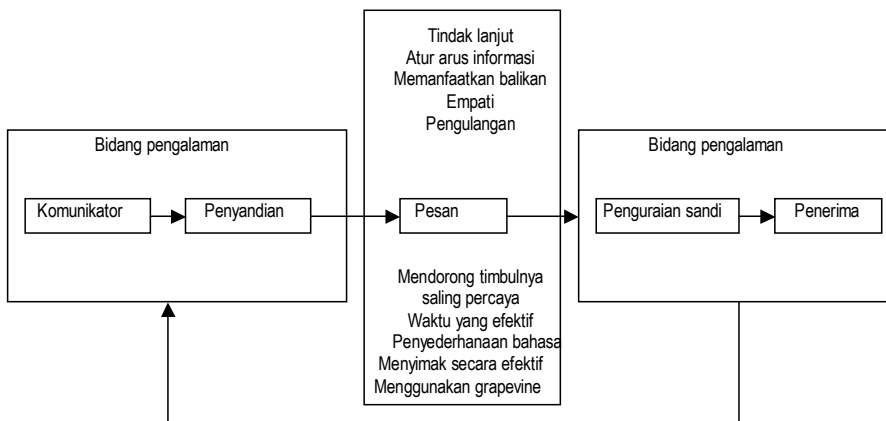 Tindak lanjut
Atur arus informasi
Memanfaatkan balikan
Empati
Pengulangan
Bidang pengalaman
Komunikator
Penyandian
Pesan
Bidang pengalaman
Penguraian sandi
Penerima
Mendorong timbulnya
saling percaya
Waktu yang efektif
Penyederhanaan bahasa
Menyimak secara efektif
Menggunakan grapevine